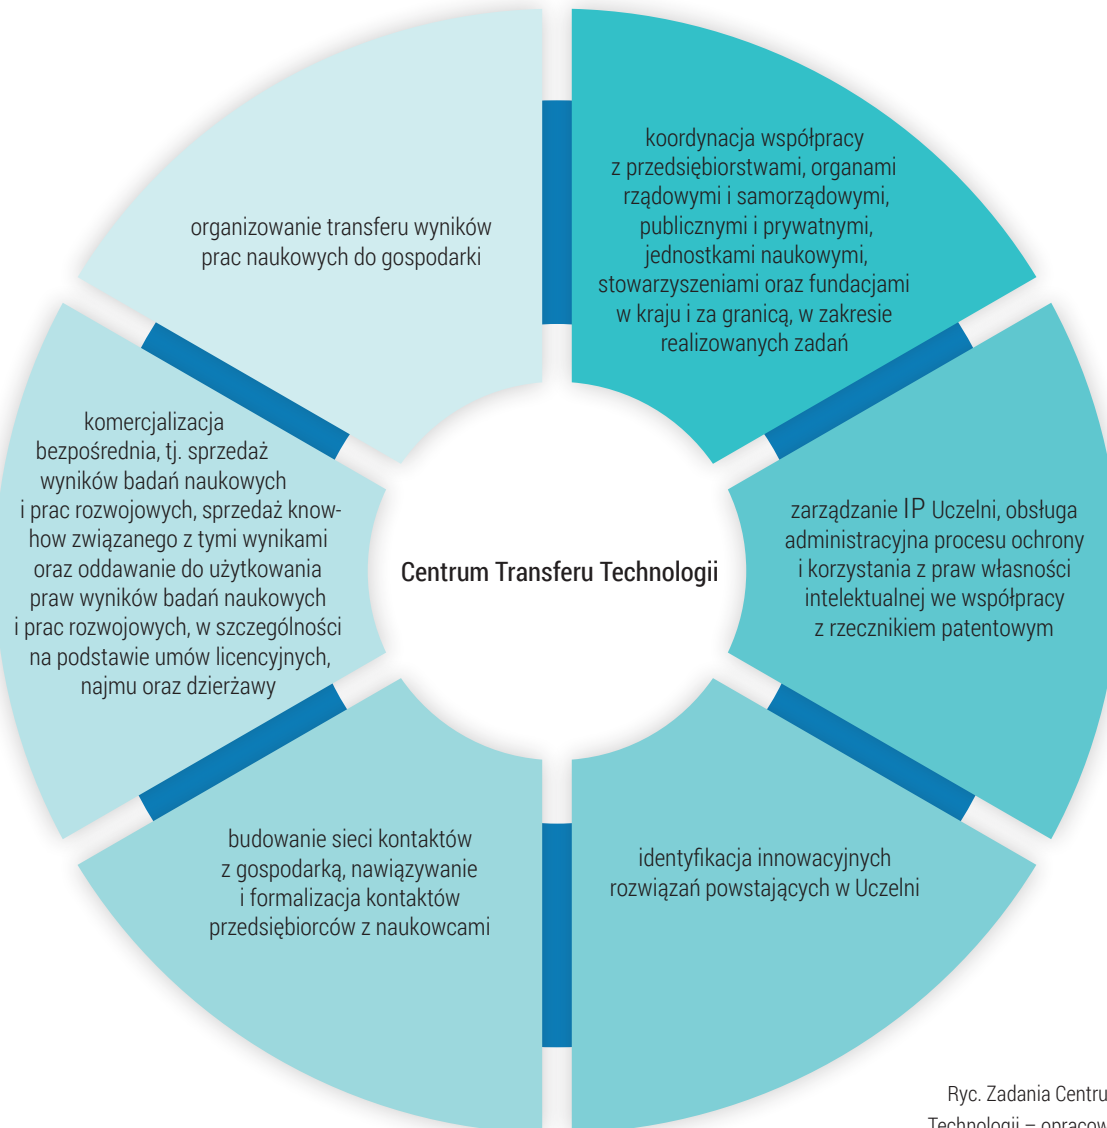 koordynacja współpracy
z przedsiębiorstwami, organami
rządowymi i samorządowymi,
publicznymi i prywatnymi,
jednostkami naukowymi,
stowarzyszeniami oraz fundacjami
w kraju i za granicą, w zakresie
realizowanych zadań
zarządzanie IP Uczelni, obsługa
administracyjna procesu ochrony
i korzystania z praw własności
intelektualnej we współpracy
z rzecznikiem patentowym
identyfikacja innowacyjnych
rozwiązań powstających w Uczelni
budowanie sieci kontaktów
z gospodarką, nawiązywanie
i formalizacja kontaktów
przedsiębiorców z naukowcami
komercjalizacja
bezpośrednia, tj. sprzedaż
wyników badań naukowych
i prac rozwojowych, sprzedaż know-
how związanego z tymi wynikami
oraz oddawanie do użytkowania
praw wyników badań naukowych
i prac rozwojowych, w szczególności
na podstawie umów licencyjnych,
najmu oraz dzierżawy
organizowanie transferu wyników
prac naukowych do gospodarki
Centrum Transferu Technologii
Ryc. Zadania Centru
Technologii – opracow